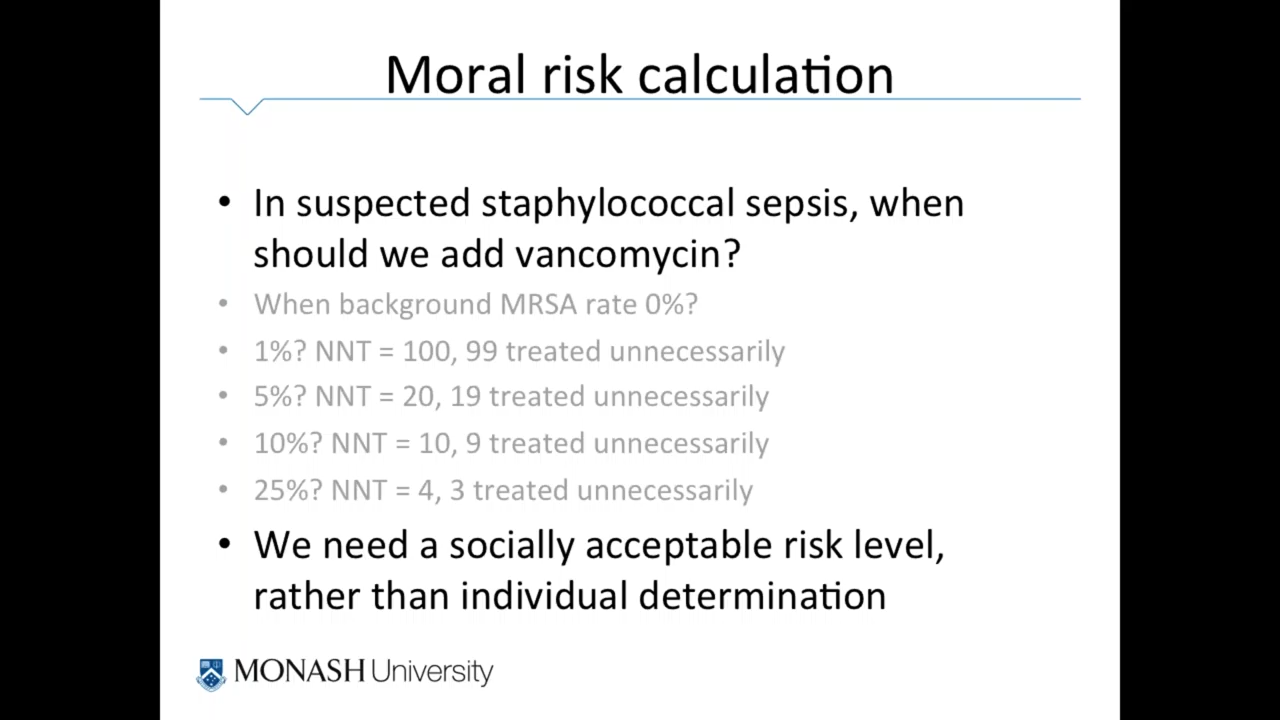 Moral risk calculation
• In suspected staphylococcal sepsis, when
should we add vancomycin?
• When background MRSA rate 0%?
• 1%? NNT = 100, 99 treated unnecessarily
• 5%? NNT = 20, 19 treated unnecessarily
• 10%? NNT = 10, 9 treated unnecessarily
• 25%? NNT = 4, 3 treated unnecessarily
• We need a socially acceptable risk level,
rather than individual determination
MONASH University